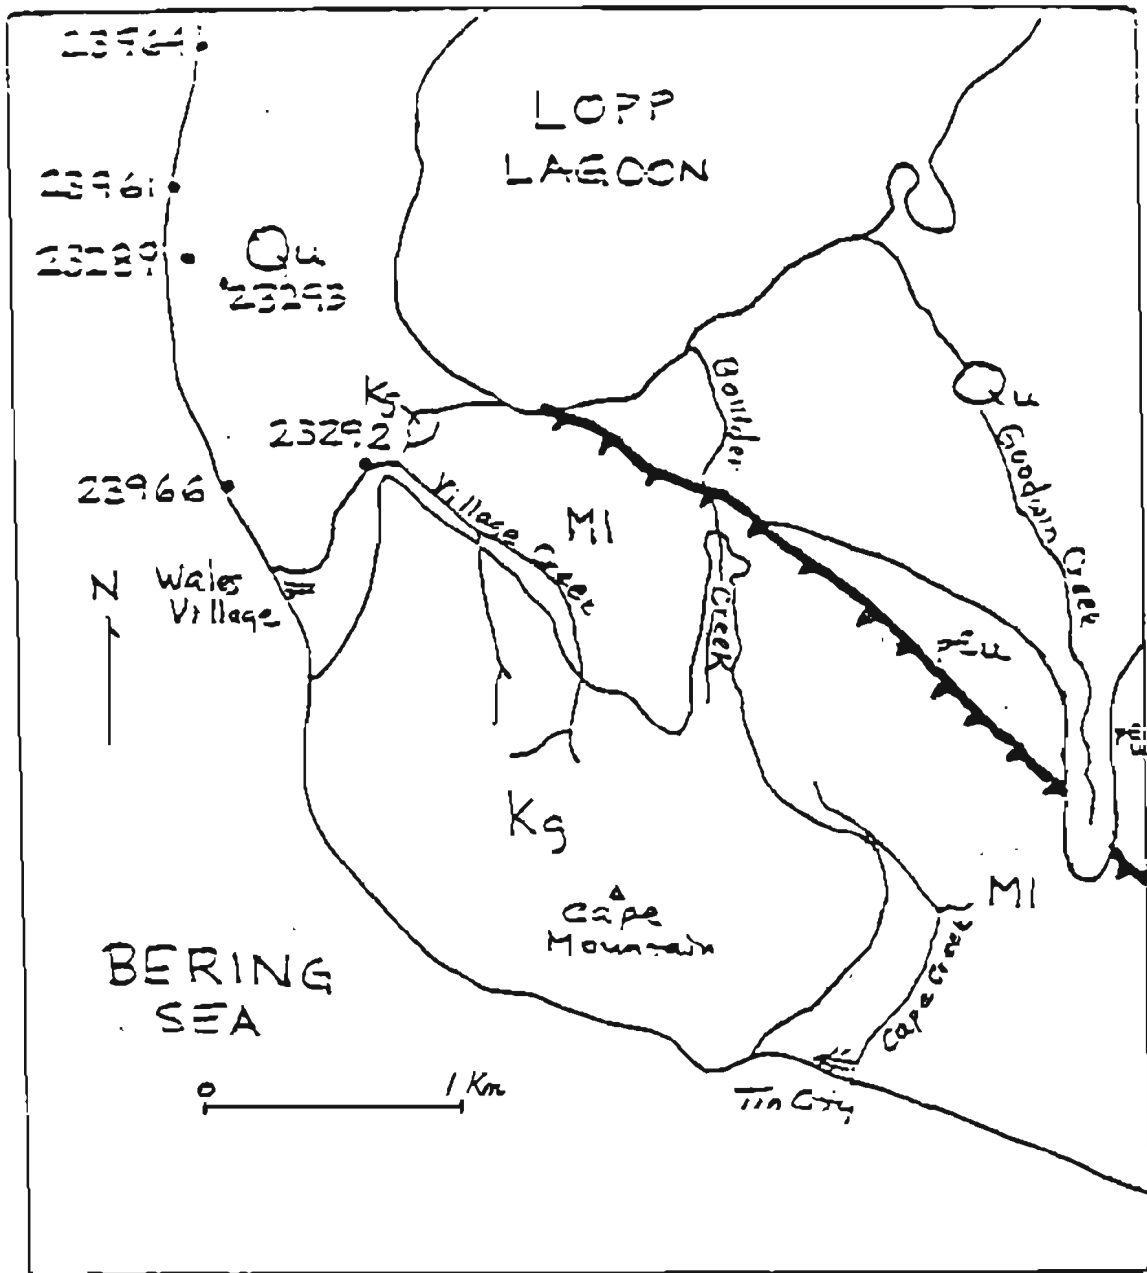 23964
LOPP
LAGOON
23961
23289
Qu
23293
Kg
23292
Boulder
Creek
Qu
Goodwin Creek
23966
Village Creek
Ml
N
Wales
Village
Kg
Cape
Mountain
Ml
BERING
SEA
Cape Creek
0
1 Km
Tin City